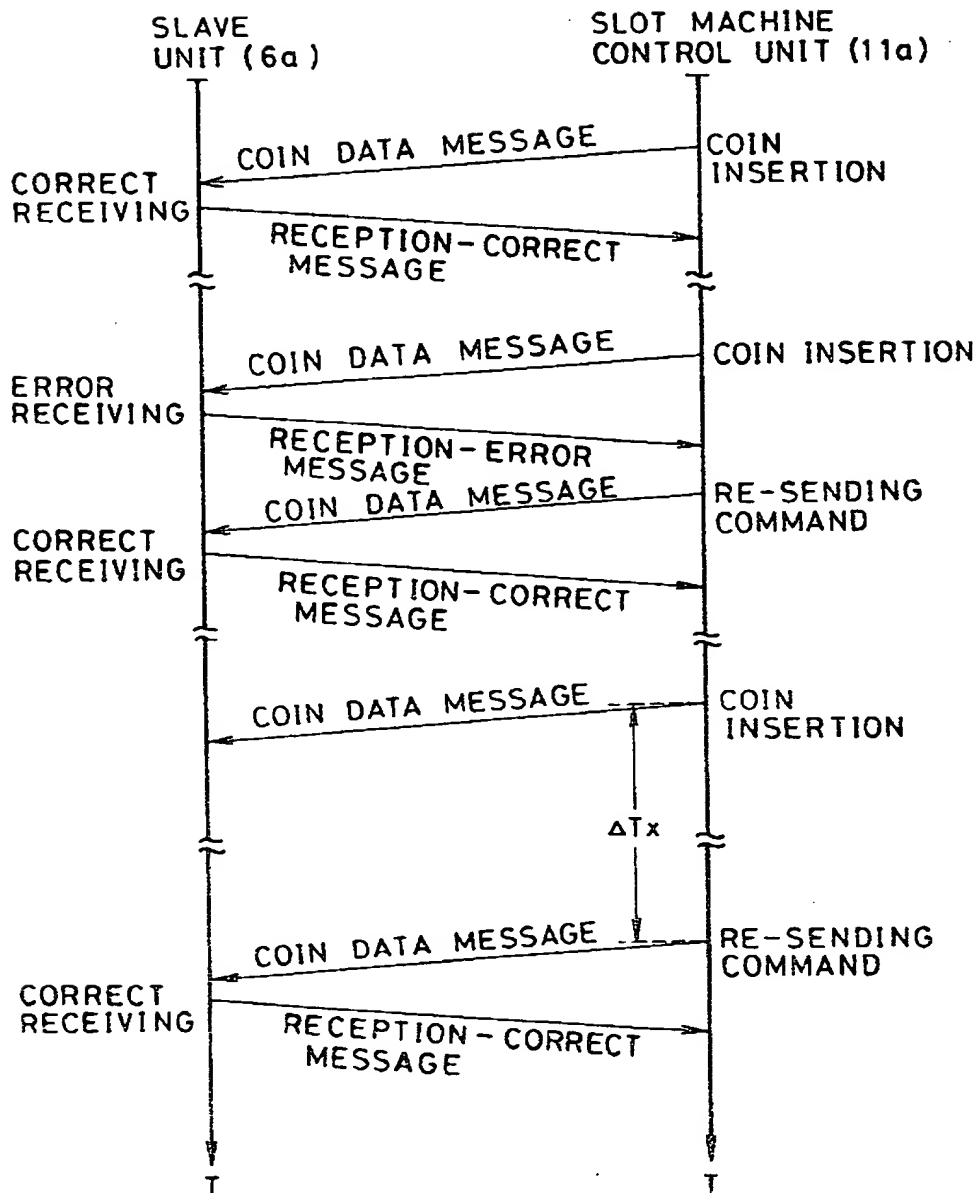 SLAVE
UNIT (6a)
SLOT MACHINE
CONTROL UNIT (11a)
COIN DATA MESSAGE
COIN
INSERTION
CORRECT
RECEIVING
RECEPTION-CORRECT
MESSAGE
COIN DATA MESSAGE
COIN INSERTION
ERROR
RECEIVING
RECEPTION-ERROR
MESSAGE
COIN DATA MESSAGE
RE-SENDING
COMMAND
CORRECT
RECEIVING
RECEPTION-CORRECT
MESSAGE
COIN DATA MESSAGE
COIN
INSERTION
ΔTx
COIN DATA MESSAGE
RE-SENDING
COMMAND
CORRECT
RECEIVING
RECEPTION-CORRECT
MESSAGE
T
T